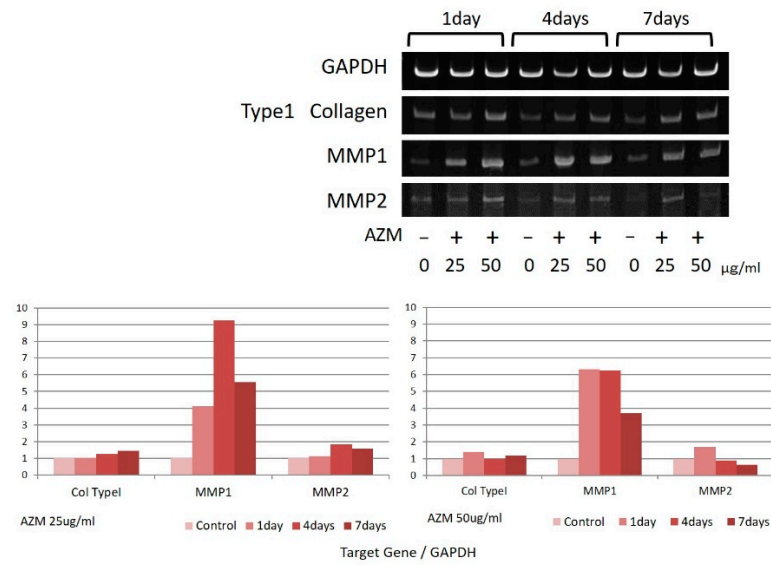 1day 4days 7days
GAPDH
Type1 Collagen
MMP1
MMP2
AZM − + + − + + − + +
0 25 50 0 25 50 0 25 50 µg/ml
10
9
8
7
6
5
4
3
2
1
0
Col TypeI MMP1 MMP2
AZM 25ug/ml Control 1day 4days 7days
10
9
8
7
6
5
4
3
2
1
0
Col TypeI MMP1 MMP2
AZM 50ug/ml Control 1day 4days 7days
Target Gene / GAPDH